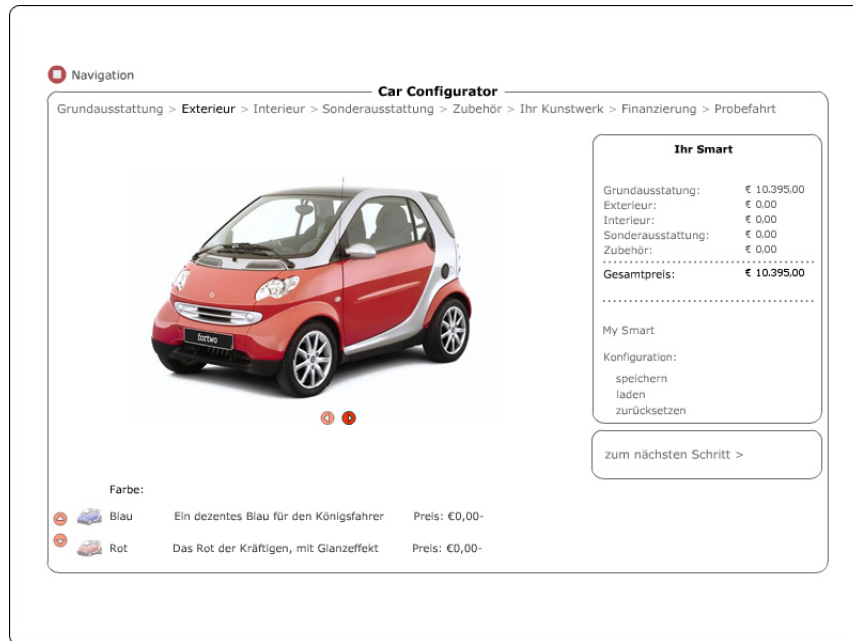 Navigation
Car Configurator
Grundausstattung > Exterieur > Interieur > Sonderausstattung > Zubehör > Ihr Kunstwerk > Finanzierung > Probefahrt
Ihr Smart
Grundausstatung: € 10.395,00
Exterieur: € 0,00
Interieur: € 0,00
Sonderausstattung: € 0,00
Zubehör: € 0,00
Gesamtpreis: € 10.395,00
My Smart
Konfiguration:
speichern
laden
zurücksetzen
fortwo
zum nächsten Schritt >
Farbe:
Blau Ein dezentes Blau für den Königsfahrer Preis: €0,00-
Rot Das Rot der Kräftigen, mit Glanzeffekt Preis: €0,00-